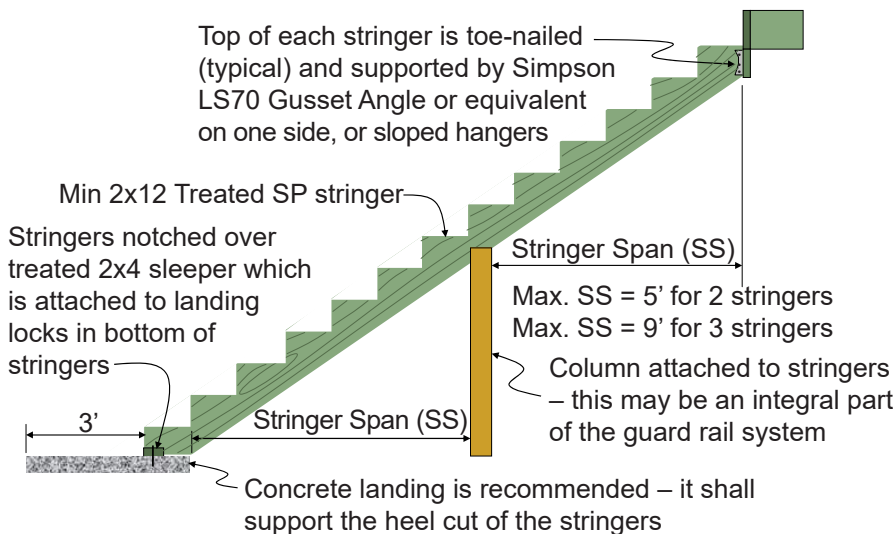 Top of each stringer is toe-nailed
(typical) and supported by Simpson
LS70 Gusset Angle or equivalent
on one side, or sloped hangers
Min 2x12 Treated SP stringer
Stringers notched over
treated 2x4 sleeper which
is attached to landing
locks in bottom of
stringers
Stringer Span (SS)
Max. SS = 5’ for 2 stringers
Max. SS = 9’ for 3 stringers
Column attached to stringers
– this may be an integral part
of the guard rail system
3’
Stringer Span (SS)
Concrete landing is recommended – it shall
support the heel cut of the stringers